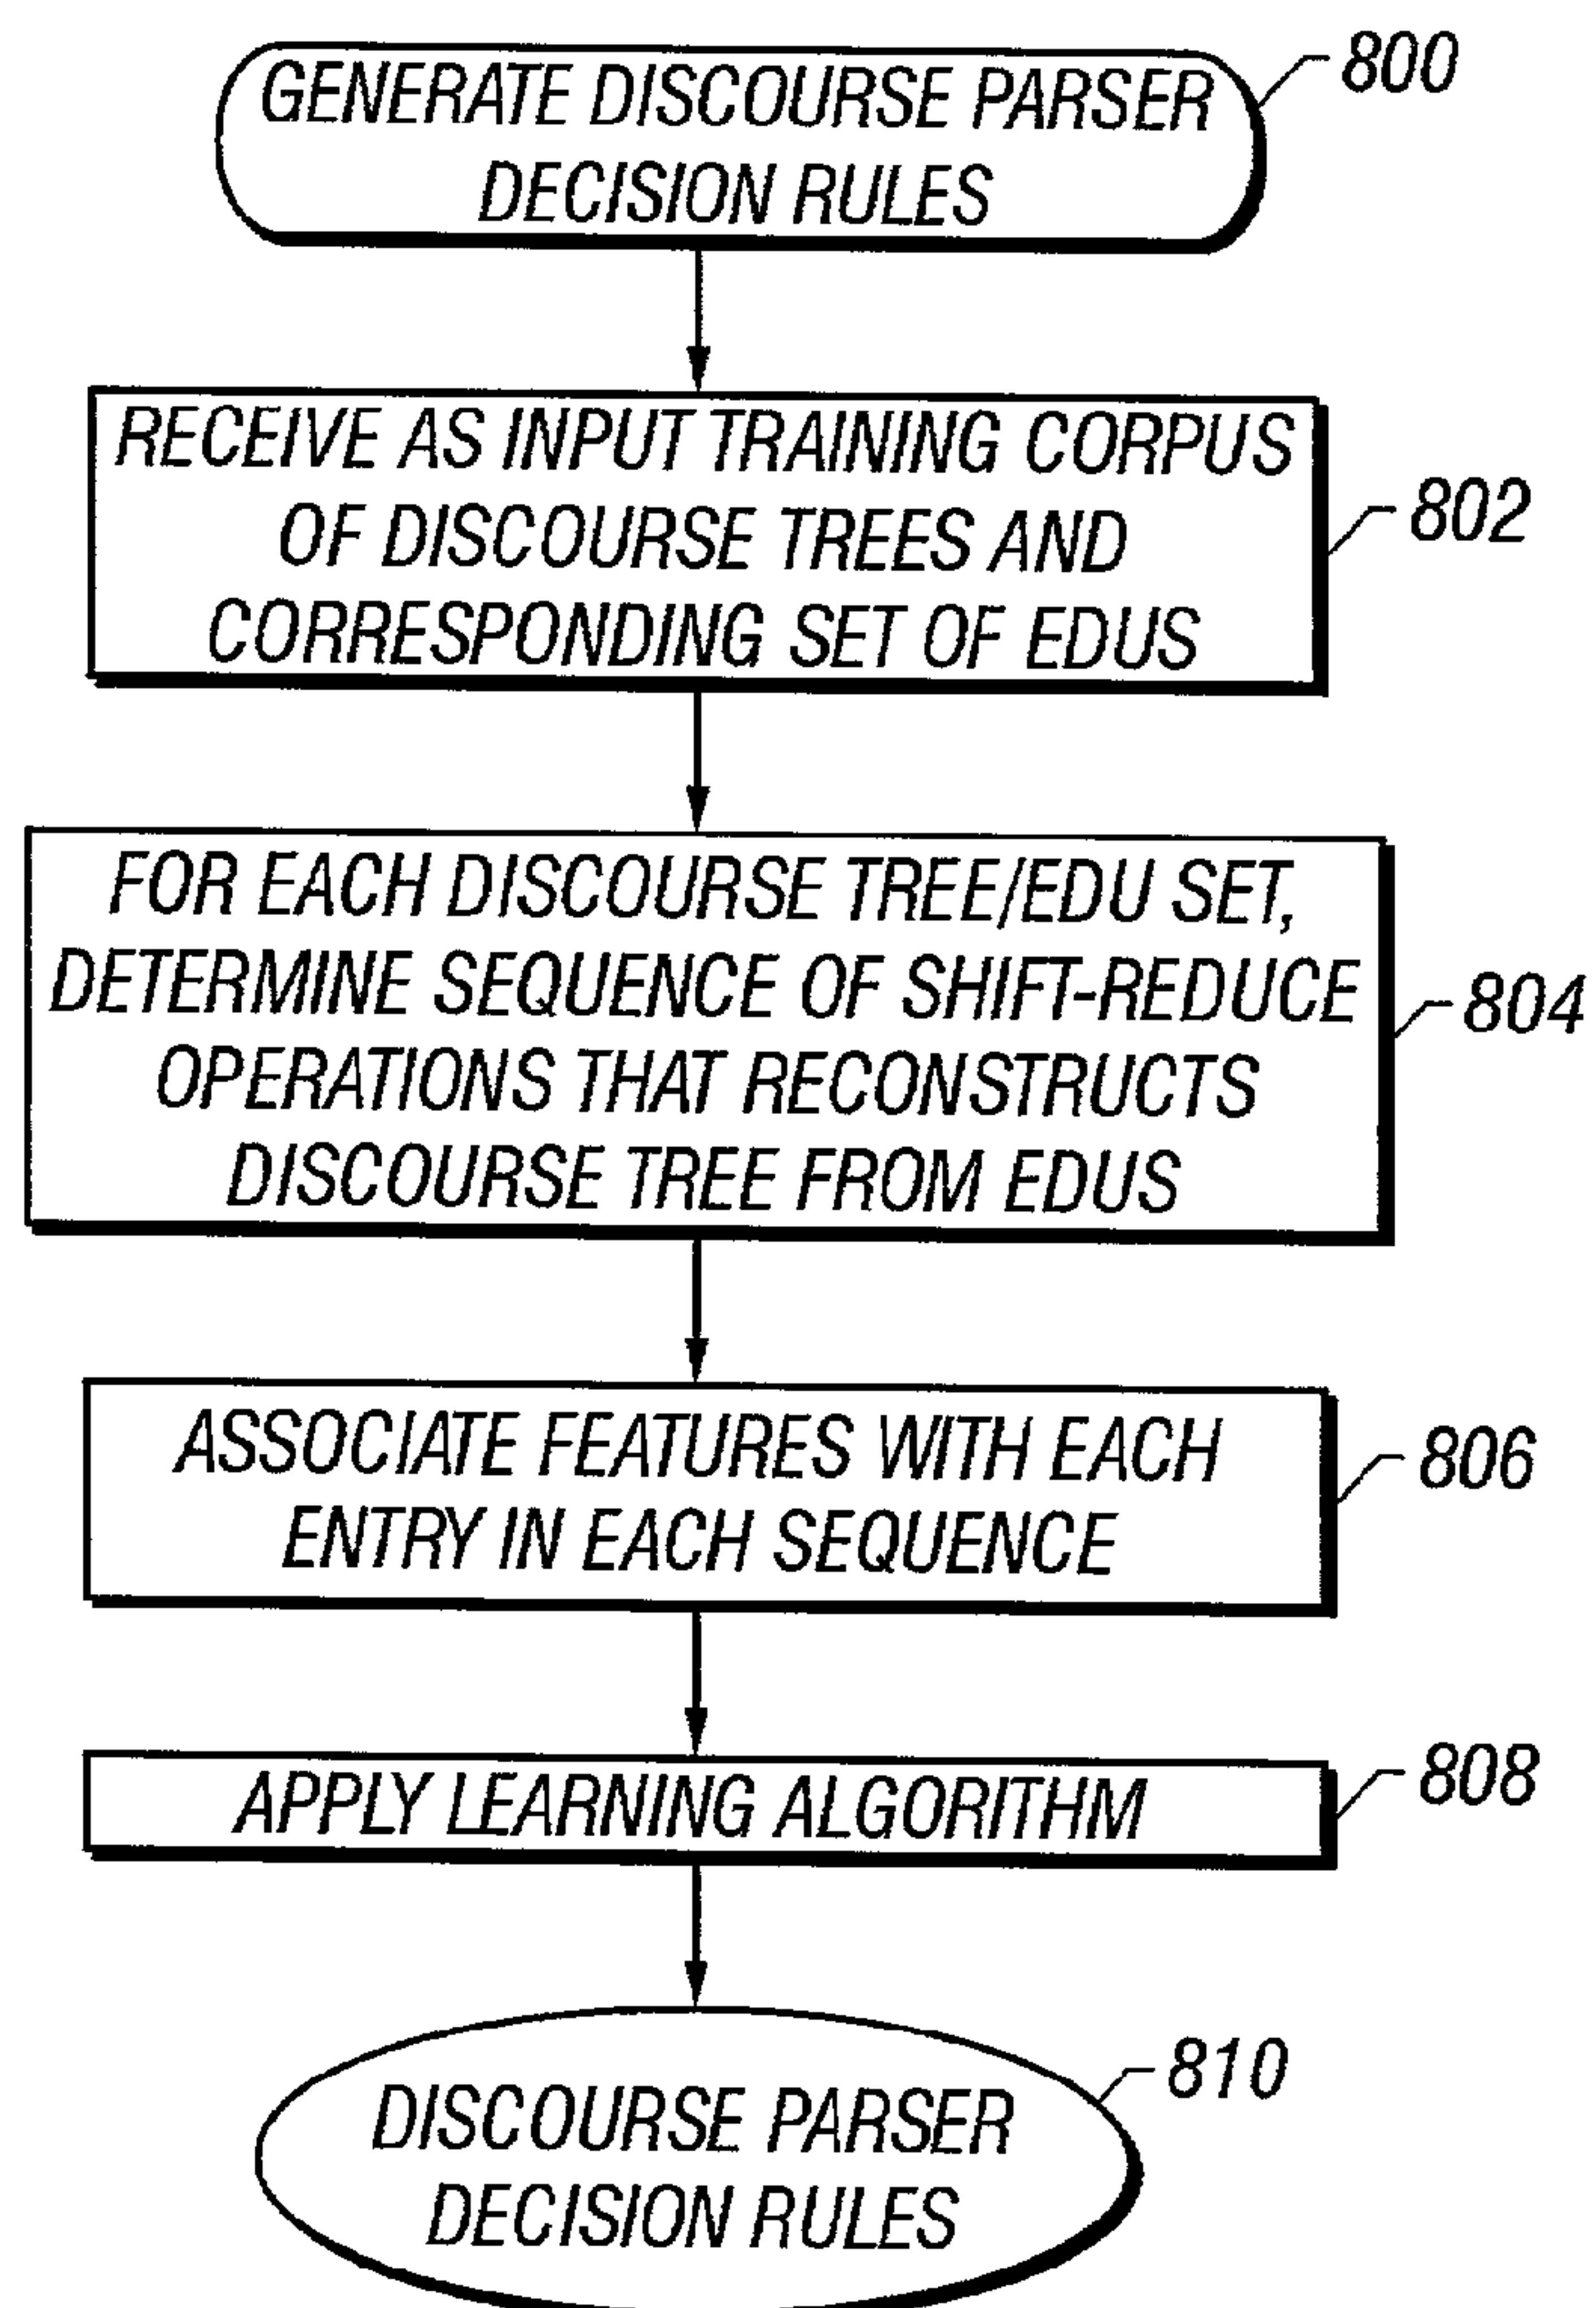 GENERATE DISCOURSE PARSER
DECISION RULES
800
RECEIVE AS INPUT TRAINING CORPUS
OF DISCOURSE TREES AND
CORRESPONDING SET OF EDUS
802
FOR EACH DISCOURSE TREE/EDU SET,
DETERMINE SEQUENCE OF SHIFT-REDUCE
OPERATIONS THAT RECONSTRUCTS
DISCOURSE TREE FROM EDUS
804
ASSOCIATE FEATURES WITH EACH
ENTRY IN EACH SEQUENCE
806
APPLY LEARNING ALGORITHM
808
DISCOURSE PARSER
DECISION RULES
810